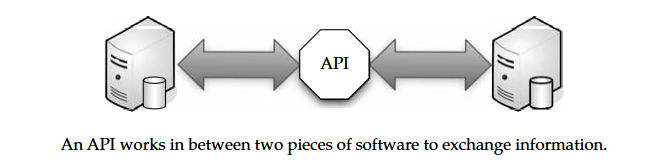 API
An API works in between two pieces of software to exchange information.